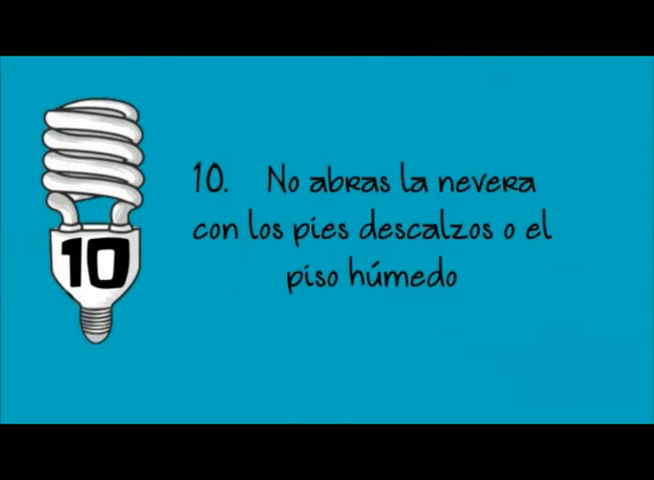 10
10. No abras la nevera
con los pies descalzos o el
piso húmedo